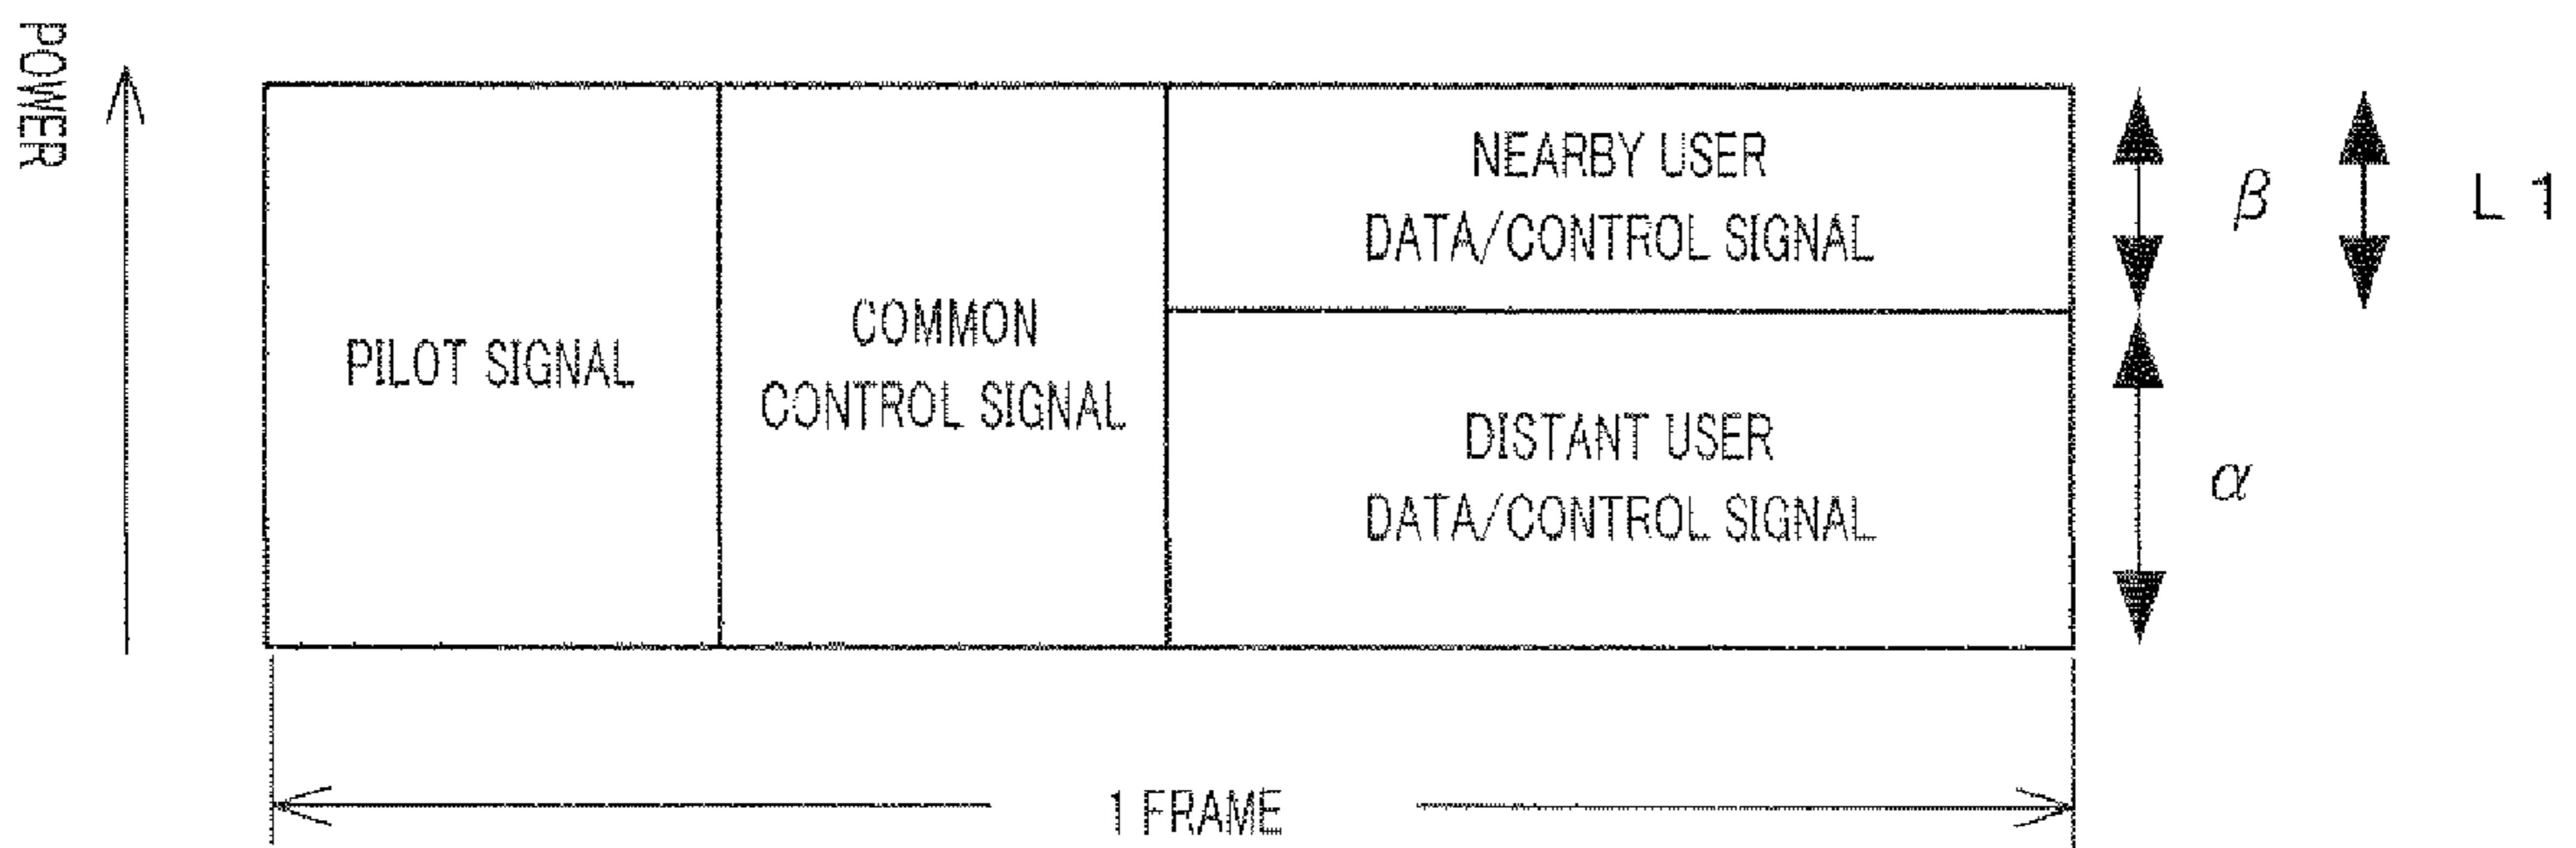 POWER
PILOT SIGNAL
COMMON
CONTROL SIGNAL
NEARBY USER
DATA/CONTROL SIGNAL
DISTANT USER
DATA/CONTROL SIGNAL
β
L 1
α
1 FRAME